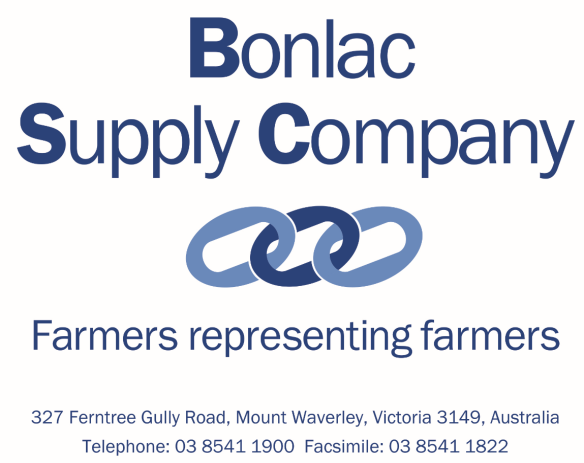 Bonlac
Supply Company
Farmers representing farmers
327 Ferntree Gully Road, Mount Waverley, Victoria 3149, Australia
Telephone: 03 8541 1900 Facsimile: 03 8541 1822